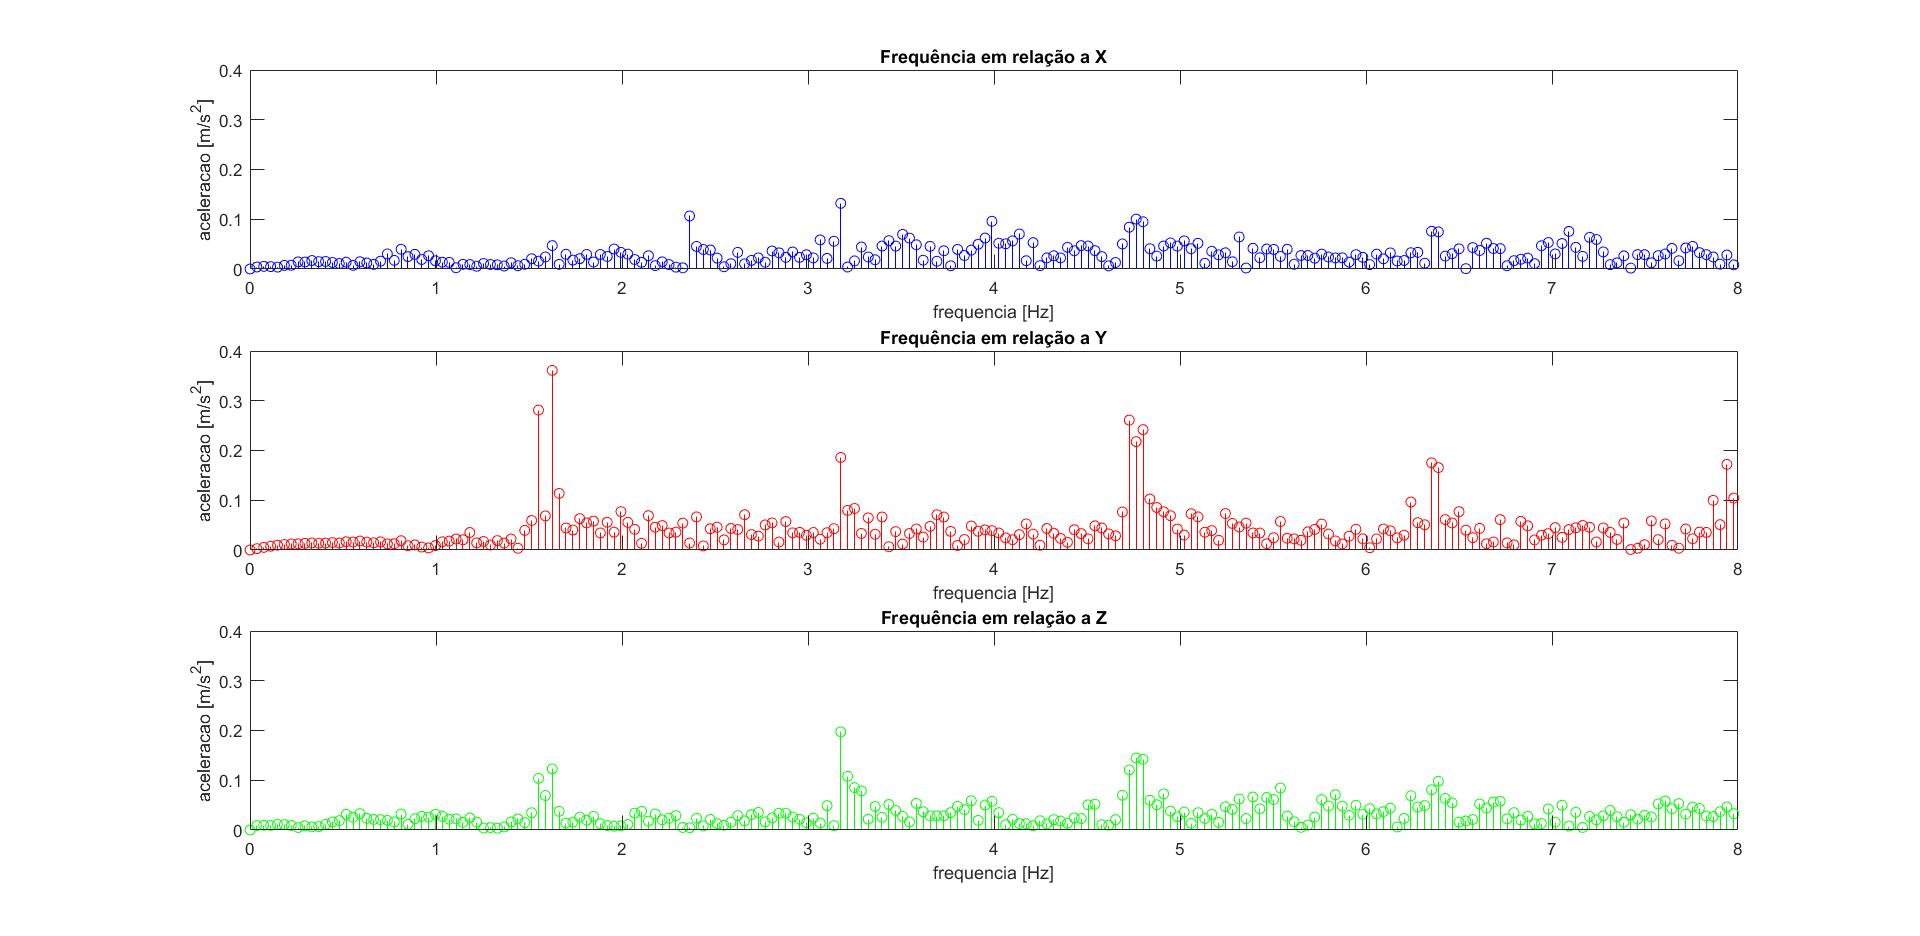 Frequência em relação a X
0.4
0.3
0.2
0.1
0
aceleracao [m/s²]
0 1 2 3 4 5 6 7 8
frequencia [Hz]
Frequência em relação a Y
0.4
0.3
0.2
0.1
0
aceleracao [m/s²]
0 1 2 3 4 5 6 7 8
frequencia [Hz]
Frequência em relação a Z
0.4
0.3
0.2
0.1
0
aceleracao [m/s²]
0 1 2 3 4 5 6 7 8
frequencia [Hz]